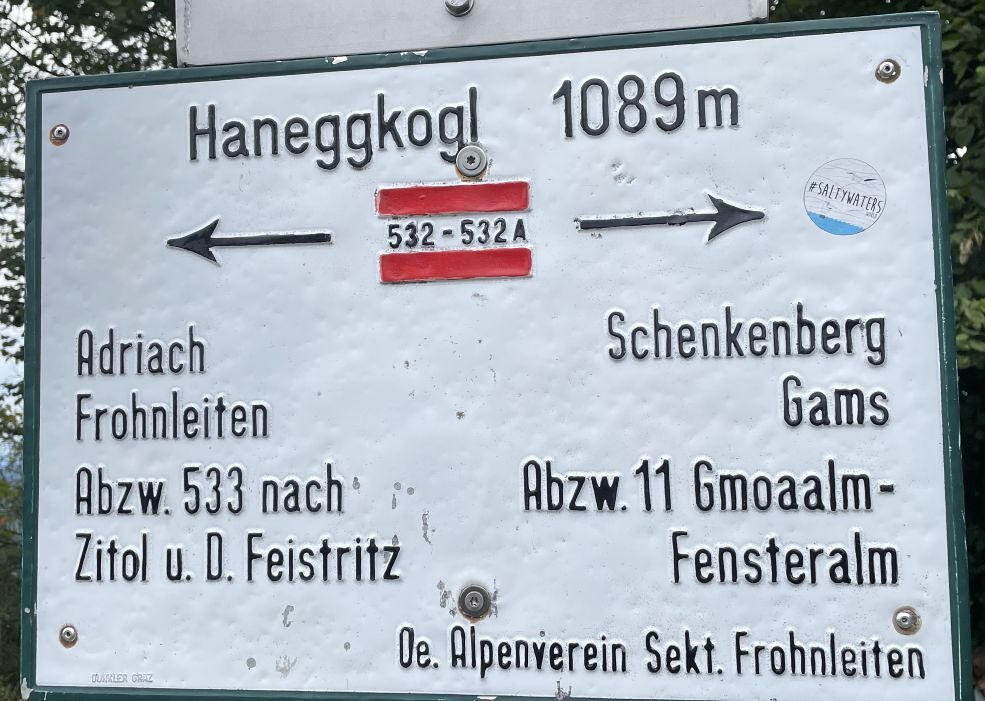 Haneggkogl 1089 m
532 - 532A
#SALTYWATERS
Adriach
Frohnleiten
Abzw. 533 nach
Zitol u. D. Feistritz
Schenkenberg
Gams
Abzw. 11 Gmoaalm-
Fensteralm
Oe. Alpenverein Sekt. Frohnleiten